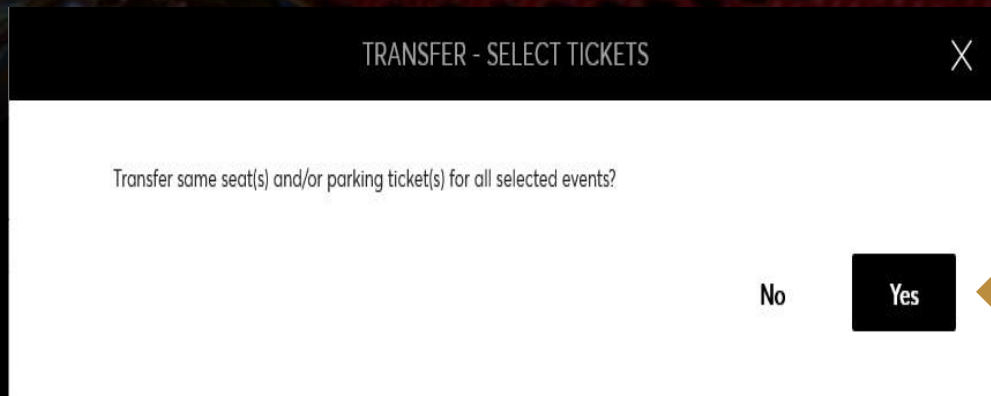 TRANSFER - SELECT TICKETS
X
Transfer same seat(s) and/or parking ticket(s) for all selected events?
No
Yes